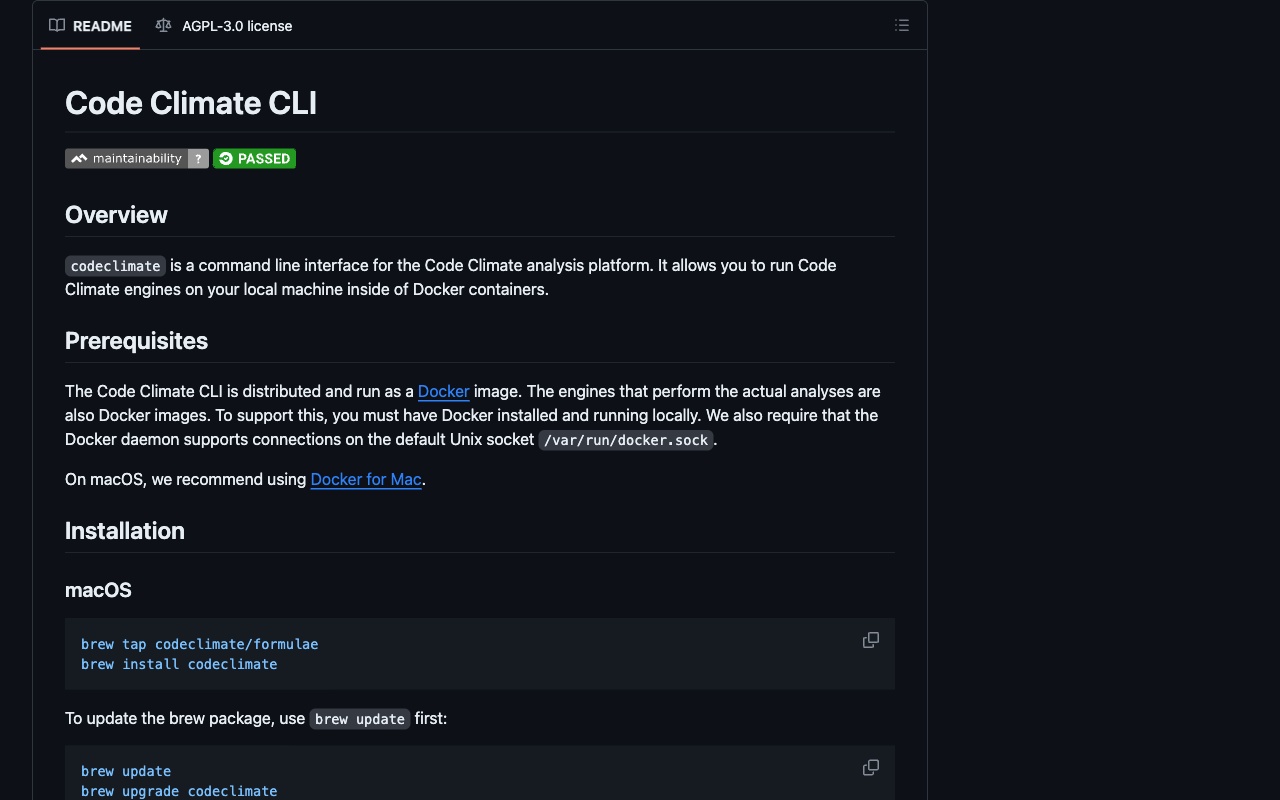 README
AGPL-3.0 license
Code Climate CLI
maintainability ?
PASSED
Overview
codeclimate is a command line interface for the Code Climate analysis platform. It allows you to run Code
Climate engines on your local machine inside of Docker containers.
Prerequisites
The Code Climate CLI is distributed and run as a Docker image. The engines that perform the actual analyses are
also Docker images. To support this, you must have Docker installed and running locally. We also require that the
Docker daemon supports connections on the default Unix socket /var/run/docker.sock.
On macOS, we recommend using Docker for Mac.
Installation
macOS
brew tap codeclimate/formulae
brew install codeclimate
To update the brew package, use brew update first:
brew update
brew upgrade codeclimate